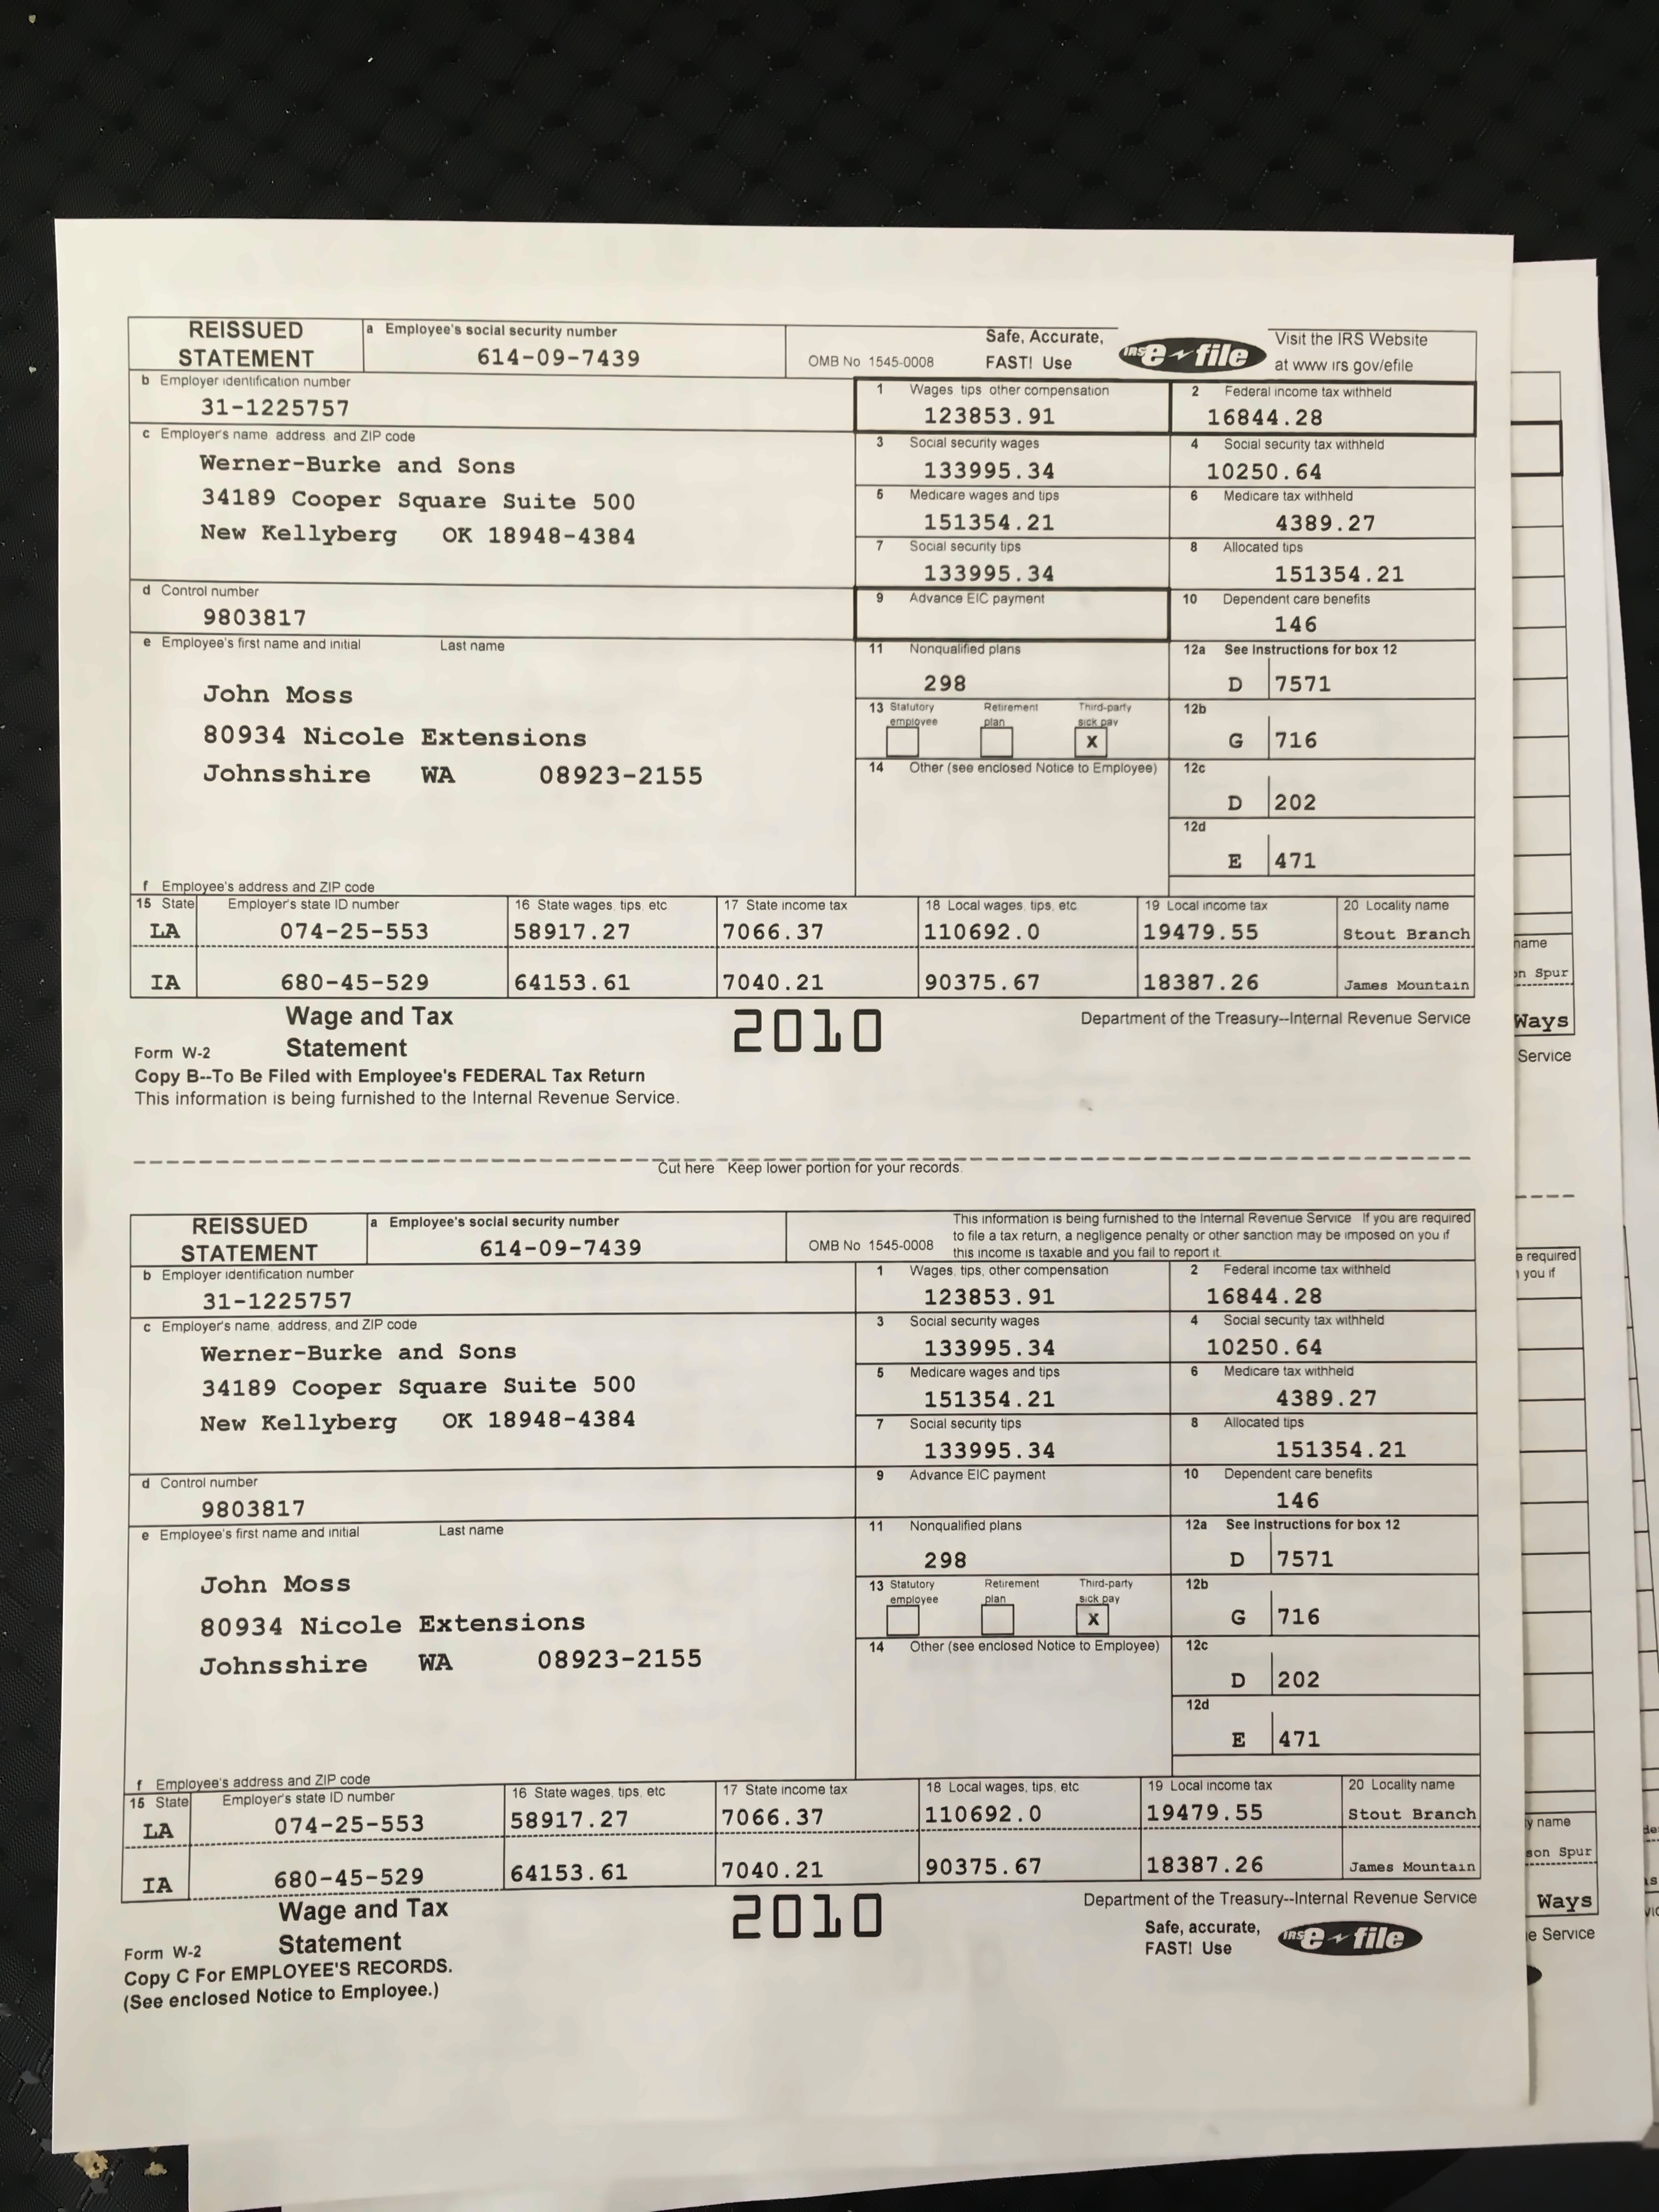 REISSUED STATEMENT
a Employee's social security number
614-09-7439
OMB No 1545-0008
Safe, Accurate,
FAST! Use
IRS e file
Visit the IRS Website
at www irs gov/efile
b Employer identification number
31-1225757
1 Wages tips other compensation
123853.91
2 Federal income tax withheld
16844.28
c Employer's name address and ZIP code
Werner-Burke and Sons
34189 Cooper Square Suite 500
New Kellyberg OK 18948-4384
3 Social security wages
133995.34
4 Social security tax withheld
10250.64
5 Medicare wages and tips
151354.21
6 Medicare tax withheld
4389.27
7 Social security tips
133995.34
8 Allocated tips
151354.21
d Control number
9803817
9 Advance EIC payment
10 Dependent care benefits
146
e Employee's first name and initial Last name
John Moss
80934 Nicole Extensions
Johnsshire WA 08923-2155
11 Nonqualified plans
298
12a See Instructions for box 12
D 7571
13 Statutory employee
Retirement plan
Third-party sick pay
X
12b
G 716
14 Other (see enclosed Notice to Employee)
12c
D 202
12d
E 471
f Employee's address and ZIP code
15 State Employer's state ID number 16 State wages, tips, etc 17 State income tax 18 Local wages, tips, etc 19 Local income tax 20 Locality name
LA 074-25-553 58917.27 7066.37 110692.0 19479.55 Stout Branch
IA 680-45-529 64153.61 7040.21 90375.67 18387.26 James Mountain
Wage and Tax
Statement
Form W-2
2010
Department of the Treasury--Internal Revenue Service
Copy B--To Be Filed with Employee's FEDERAL Tax Return
This information is being furnished to the Internal Revenue Service.
Cut here Keep lower portion for your records.
REISSUED STATEMENT
a Employee's social security number
614-09-7439
OMB No 1545-0008
This information is being furnished to the Internal Revenue Service If you are required
to file a tax return, a negligence penalty or other sanction may be imposed on you if
this income is taxable and you fail to report it
b Employer identification number
31-1225757
1 Wages, tips, other compensation
123853.91
2 Federal income tax withheld
16844.28
c Employer's name, address, and ZIP code
Werner-Burke and Sons
34189 Cooper Square Suite 500
New Kellyberg OK 18948-4384
3 Social security wages
133995.34
4 Social security tax withheld
10250.64
5 Medicare wages and tips
151354.21
6 Medicare tax withheld
4389.27
7 Social security tips
133995.34
8 Allocated tips
151354.21
d Control number
9803817
9 Advance EIC payment
10 Dependent care benefits
146
e Employee's first name and initial Last name
John Moss
80934 Nicole Extensions
Johnsshire WA 08923-2155
11 Nonqualified plans
298
12a See Instructions for box 12
D 7571
13 Statutory employee
Retirement plan
Third-party sick pay
X
12b
G 716
14 Other (see enclosed Notice to Employee)
12c
D 202
12d
E 471
f Employee's address and ZIP code
15 State Employer's state ID number 16 State wages, tips, etc 17 State income tax 18 Local wages, tips, etc 19 Local income tax 20 Locality name
LA 074-25-553 58917.27 7066.37 110692.0 19479.55 Stout Branch
IA 680-45-529 64153.61 7040.21 90375.67 18387.26 James Mountain
Wage and Tax
Statement
Form W-2
2010
Department of the Treasury--Internal Revenue Service
Safe, accurate,
FAST! Use
IRS e file
Copy C For EMPLOYEE'S RECORDS.
(See enclosed Notice to Employee.)
name
Spur
Ways
Service
required
you if
name
Spur
Ways
Service